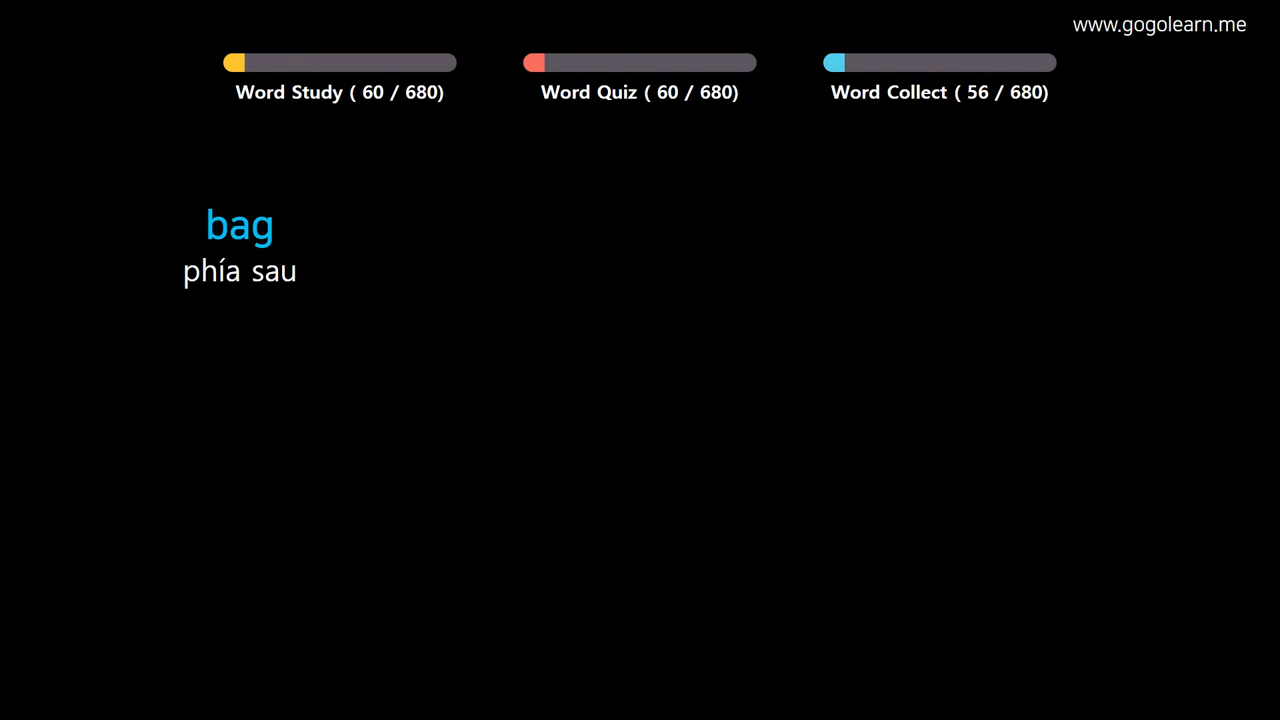 www.gogolearn.me
Word Study ( 60 / 680)
Word Quiz ( 60 / 680)
Word Collect ( 56 / 680)
bag
phía sau